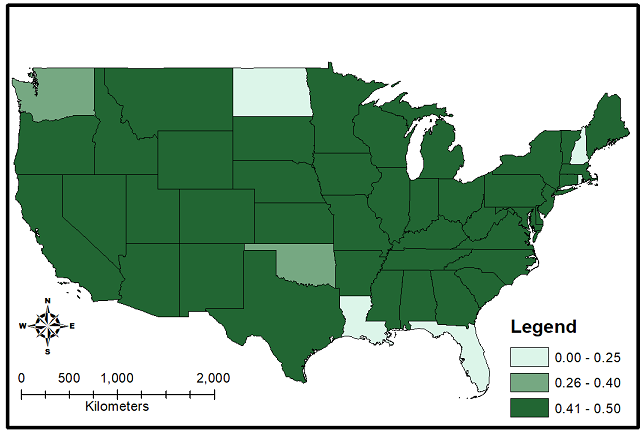 N
W E
S
0 500 1,000 2,000
Kilometers
Legend
0.00 - 0.25
0.26 - 0.40
0.41 - 0.50